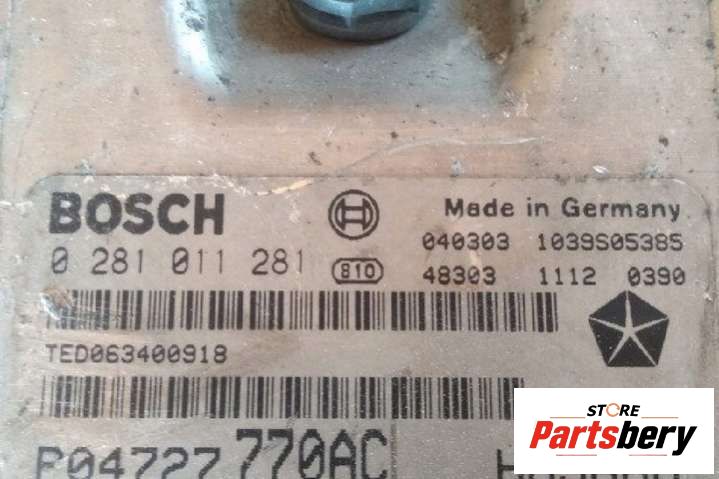 BOSCH
Made in Germany
0 281 011 281
810
040303 1039S05385
48303 1112 0390
TED063400918
P04727 770AC
STORE
Partsbery